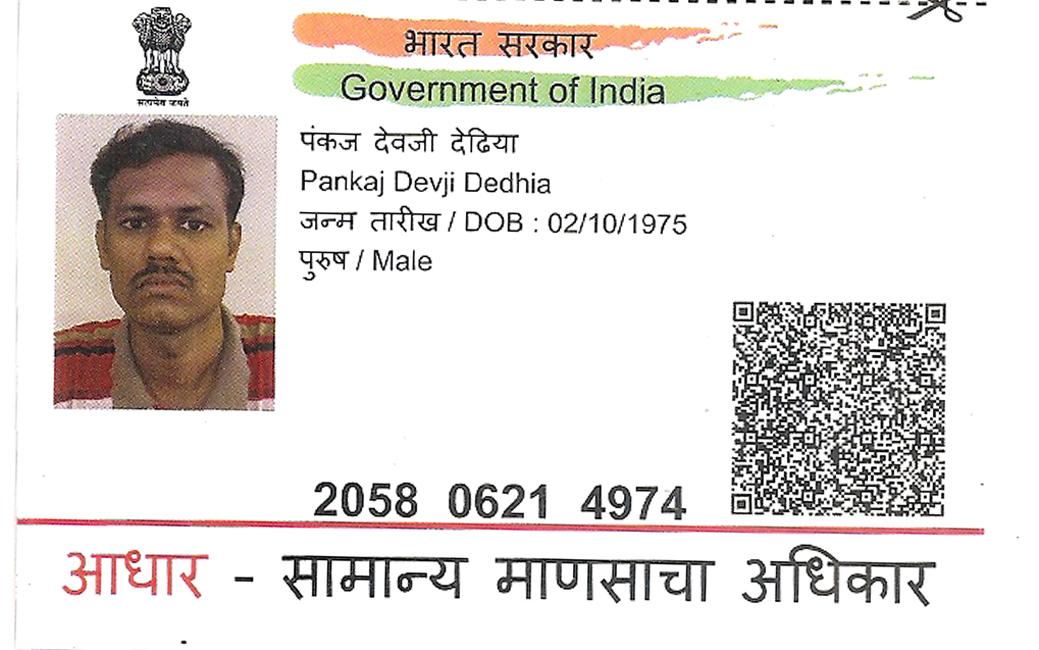 भारत सरकार
Government of India
सत्यमेव जयते
पंकज देवजी देढिया
Pankaj Devji Dedhia
जन्म तारीख / DOB : 02/10/1975
पुरुष / Male
2058 0621 4974
आधार - सामान्य माणसाचा अधिकार